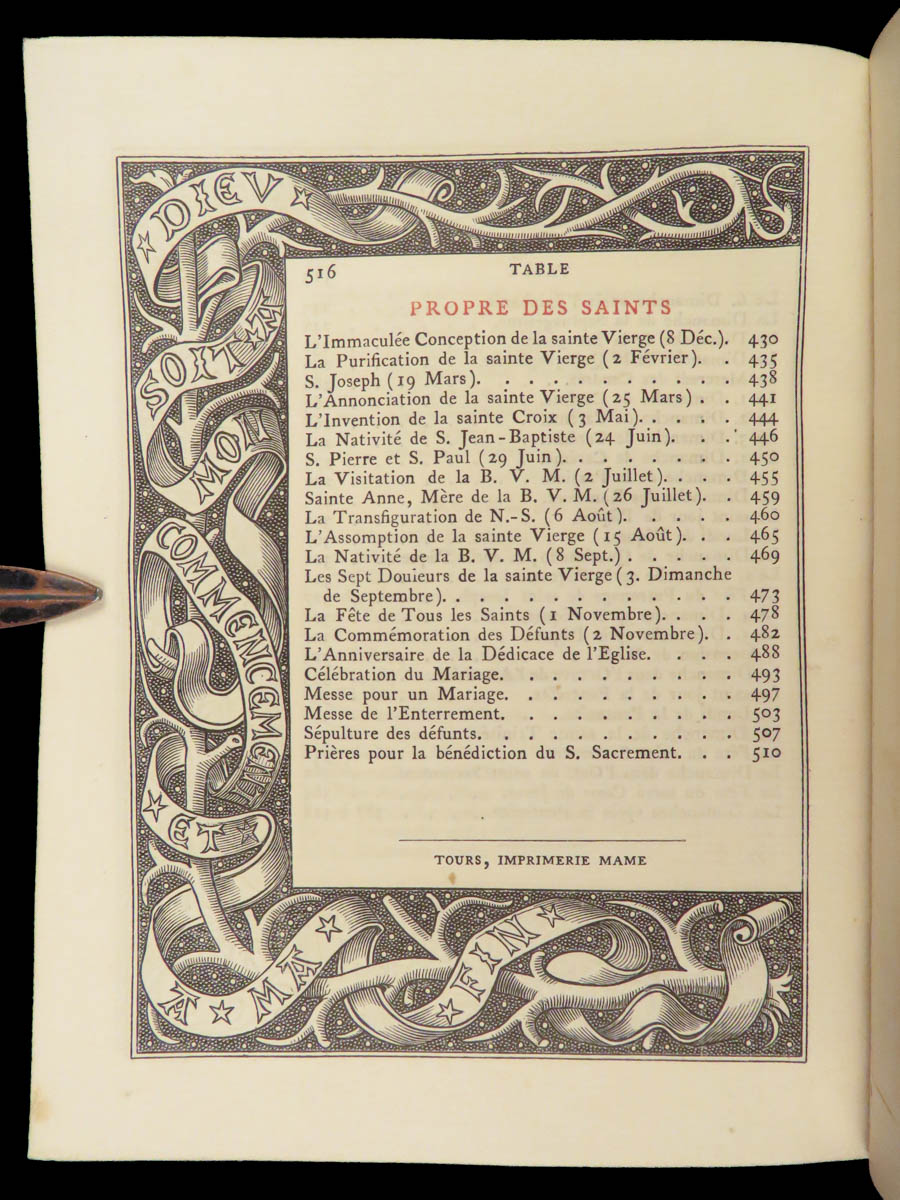 DIEV
SOIT
MON
COMMENCEMENT
ET
A MA
FIN
516 TABLE
PROPRE DES SAINTS
L'Immaculée Conception de la sainte Vierge (8 Déc.). 430
La Purification de la sainte Vierge (2 Février). . 435
S. Joseph (19 Mars). . . . . . . . . . . 438
L'Annonciation de la sainte Vierge (25 Mars) . . 441
L'Invention de la sainte Croix (3 Mai). . . . . 444
La Nativité de S. Jean-Baptiste (24 Juin). . . 446
S. Pierre et S. Paul (29 Juin). . . . . . . . 450
La Visitation de la B. V. M. (2 Juillet). . . . 455
Sainte Anne, Mère de la B. V. M. (26 Juillet). . 459
La Transfiguration de N.-S. (6 Août). . . . . 460
L'Assomption de la sainte Vierge (15 Août). . . 465
La Nativité de la B. V. M. (8 Sept.) . . . . . 469
Les Sept Douieurs de la sainte Vierge (3. Dimanche
de Septembre). . . . . . . . . . . . 473
La Fête de Tous les Saints (1 Novembre). . . . 478
La Commémoration des Défunts (2 Novembre). . 482
L'Anniversaire de la Dédicace de l'Eglise. . . . 488
Célébration du Mariage. . . . . . . . . . 493
Messe pour un Mariage. . . . . . . . . . 497
Messe de l'Enterrement. . . . . . . . . . 503
Sépulture des défunts. . . . . . . . . . . 507
Prières pour la bénédiction du S. Sacrement. . . 510
TOURS, IMPRIMERIE MAME